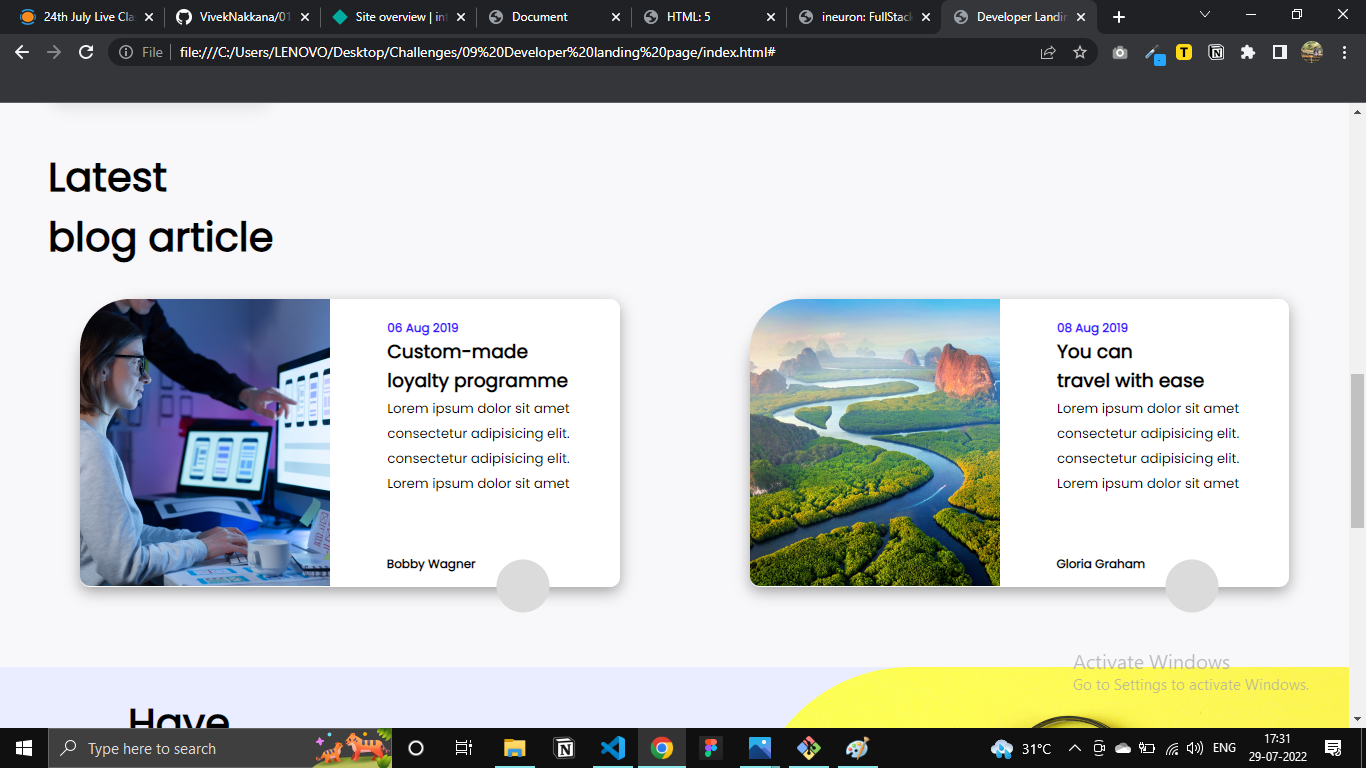 24th July Live Cla
VivekNakkana/01
Site overview | in
Document
HTML: 5
ineuron: FullStack
Developer Landin
File
file:///C:/Users/LENOVO/Desktop/Challenges/09%20Developer%20landing%20page/index.html#
Latest
blog article
06 Aug 2019
Custom-made
loyalty programme
Lorem ipsum dolor sit amet
consectetur adipisicing elit.
consectetur adipisicing elit.
Lorem ipsum dolor sit amet
Bobby Wagner
08 Aug 2019
You can
travel with ease
Lorem ipsum dolor sit amet
consectetur adipisicing elit.
consectetur adipisicing elit.
Lorem ipsum dolor sit amet
Gloria Graham
Activate Windows
Go to Settings to activate Windows.
Have
Type here to search
31°C
ENG
17:31
29-07-2022